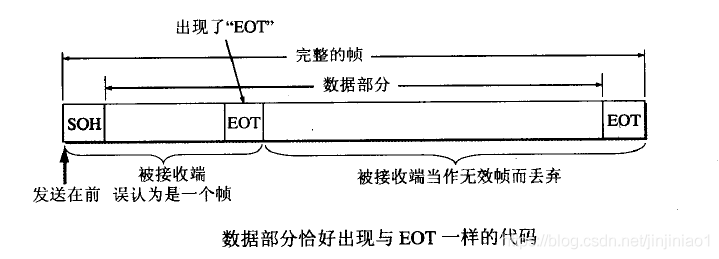 出现了“EOT”
完整的帧
数据部分
SOH
EOT
EOT
被接收端
误认为是一个帧
被接收端当作无效帧而丢弃
发送在前
数据部分恰好出现与 EOT 一样的代码
https://blog.csdn.net/jinjiniao1